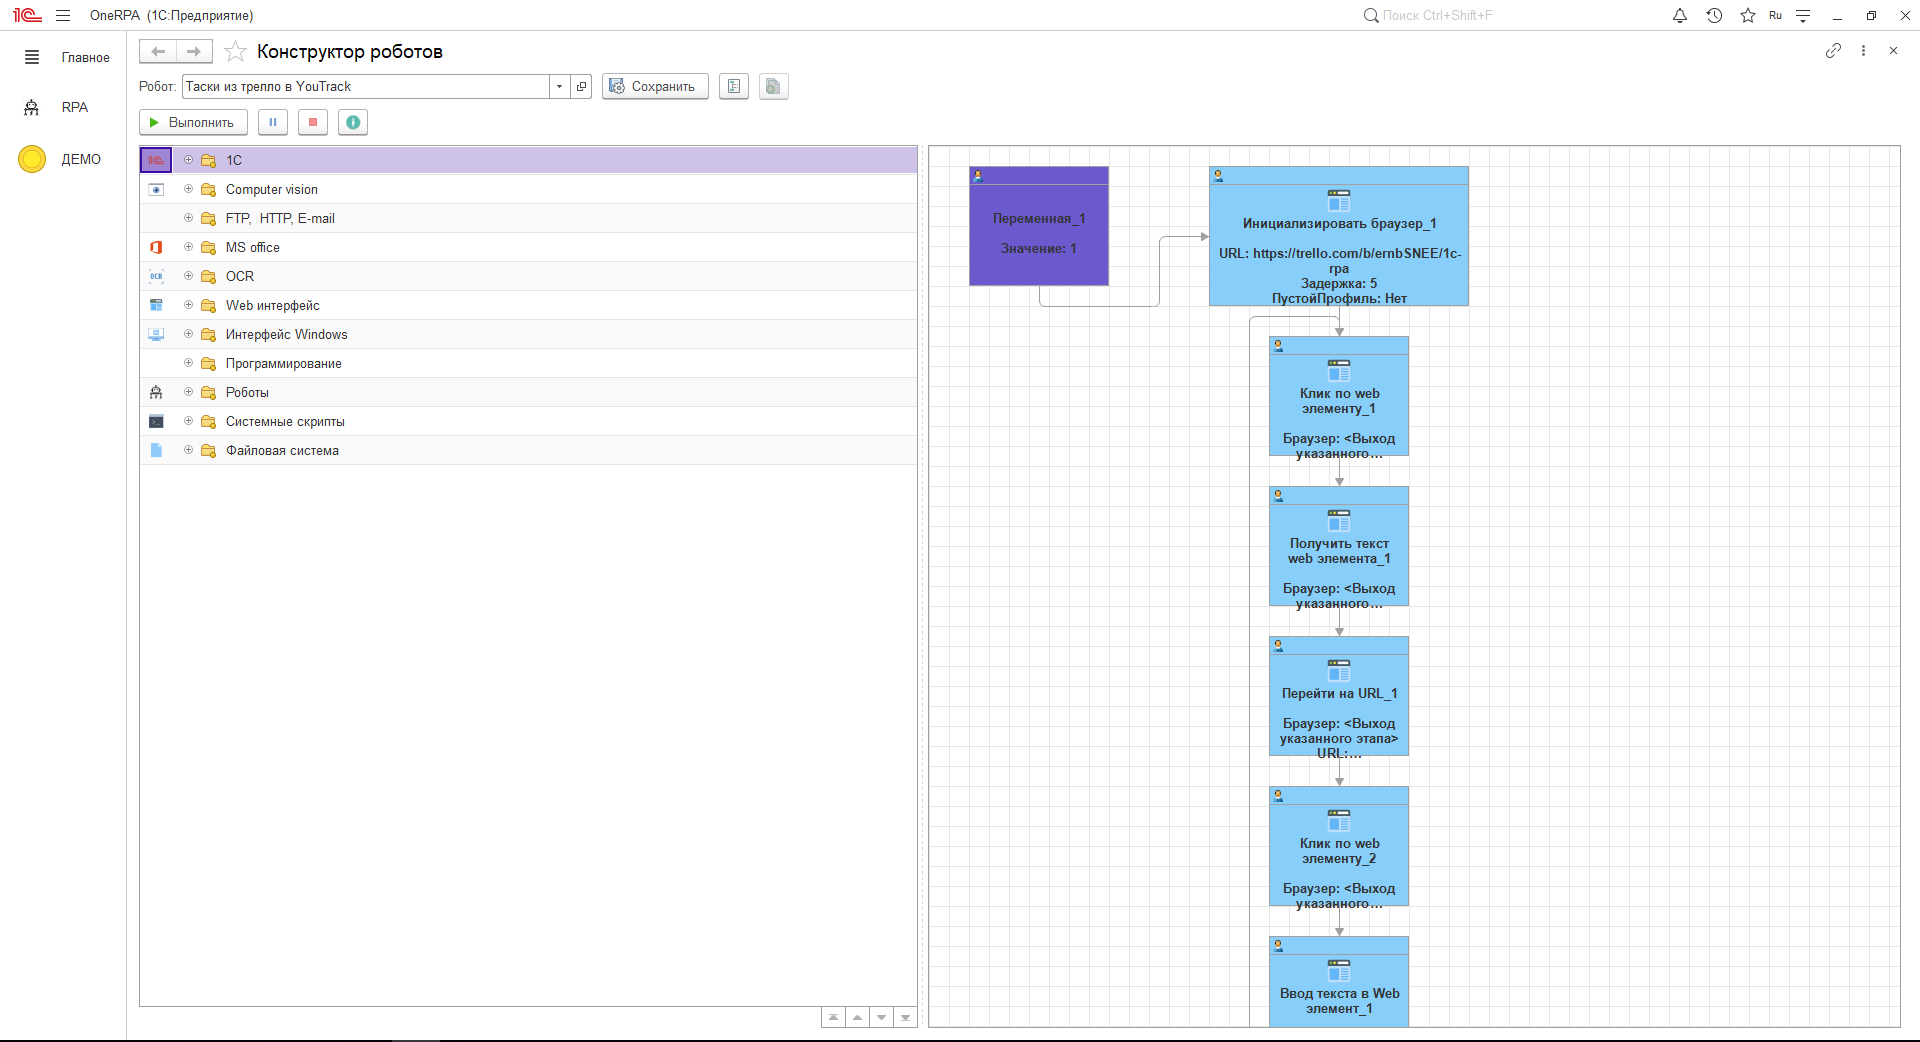 OneRPA (1С:Предприятие)
Поиск Ctrl+Shift+F
Ru
Главное
RPA
ДЕМО
Конструктор роботов
Робот:
Таски из трелло в YouTrack
Сохранить
Выполнить
1С
Computer vision
FTP, HTTP, E-mail
MS office
OCR
OCR
Web интерфейс
Интерфейс Windows
Программирование
Роботы
Системные скрипты
Файловая система
Переменная_1
Значение: 1
Инициализировать браузер_1
URL: https://trello.com/b/ernbSNEE/1c-
rpa
Задержка: 5
ПустойПрофиль: Нет
Клик по web
элементу_1
Браузер: <Выход
указанного...
Получить текст
web элемента_1
Браузер: <Выход
указанного...
Перейти на URL_1
Браузер: <Выход
указанного этапа>
URL:...
Клик по web
элементу_2
Браузер: <Выход
указанного...
Ввод текста в Web
элемент_1